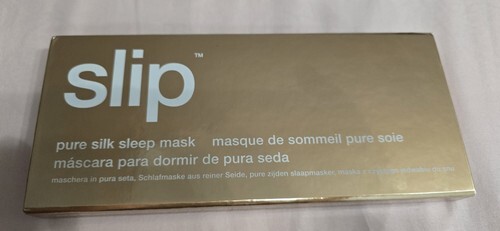 slip™
pure silk sleep mask masque de sommeil pure soie
máscara para dormir de pura seda
maschera in pura seta, Schlafmaske aus reiner Seide, pure zijden slaapmasker,